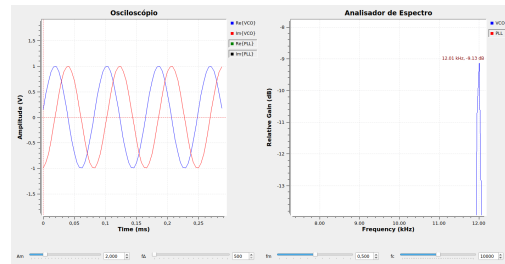 Osciloscópio
Re{VCO}
Im{VCO}
Re{PLL}
Im{PLL}
Amplitude (V)
1,5
1
0,5
0
-0,5
-1
-1,5
0
0,05
0,1
0,15
0,2
0,25
Time (ms)
Analisador de Espectro
VCO
PLL
12.01 kHz, -9.13 dB
Relative Gain (dB)
-8
-9
-10
-11
-12
-13
8.00
9.00
10.00
11.00
12.00
Frequency (kHz)
Am
2,000
500
fm
0,500
fc
10000